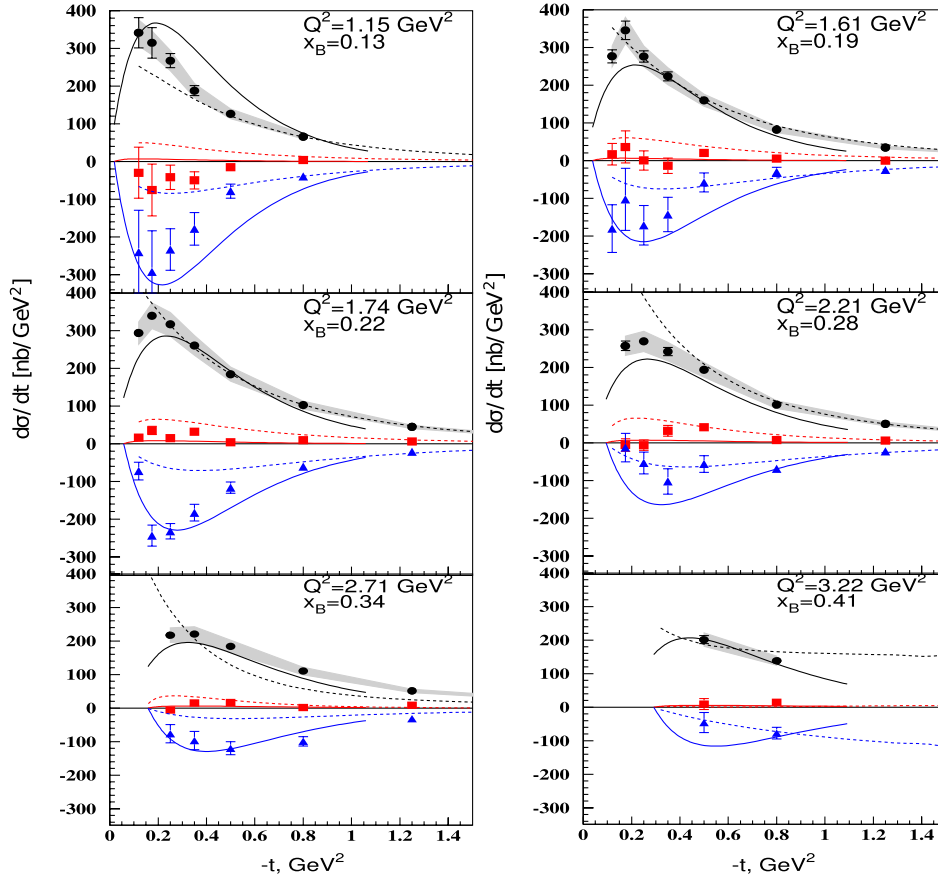 Q²=1.15 GeV²
x_B=0.13
Q²=1.61 GeV²
x_B=0.19
400
300
200
100
0
-100
-200
-300
400
300
200
100
0
-100
-200
-300
dσ/dt [nb/GeV²]
dσ/dt [nb/GeV²]
Q²=1.74 GeV²
x_B=0.22
Q²=2.21 GeV²
x_B=0.28
400
300
200
100
0
-100
-200
-300
400
300
200
100
0
-100
-200
-300
Q²=2.71 GeV²
x_B=0.34
Q²=3.22 GeV²
x_B=0.41
400
200
100
0
-100
-200
-300
400
200
100
0
-100
-200
-300
0 0.2 0.4 0.6 0.8 1 1.2 1.4
0 0.2 0.4 0.6 0.8 1 1.2 1.4
-t, GeV²
-t, GeV²